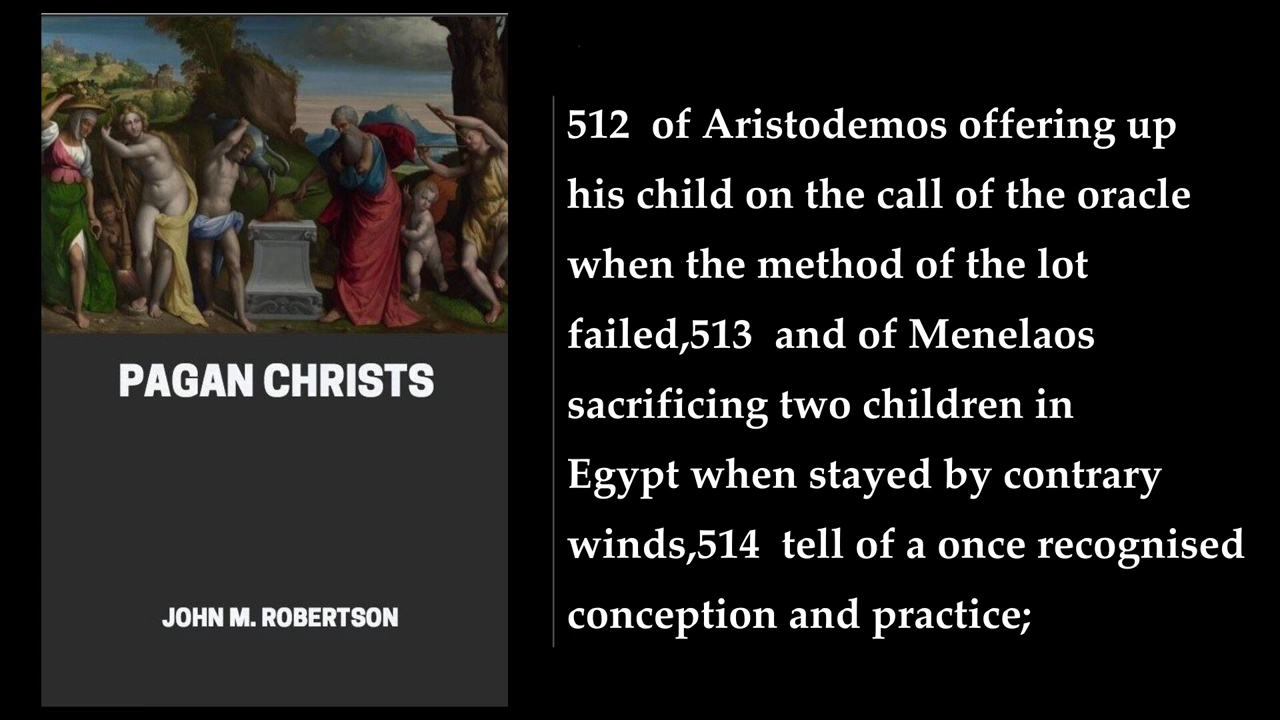 PAGAN CHRISTS
JOHN M. ROBERTSON
512 of Aristodemos offering up
his child on the call of the oracle
when the method of the lot
failed,513 and of Menelaos
sacrificing two children in
Egypt when stayed by contrary
winds,514 tell of a once recognised
conception and practice;